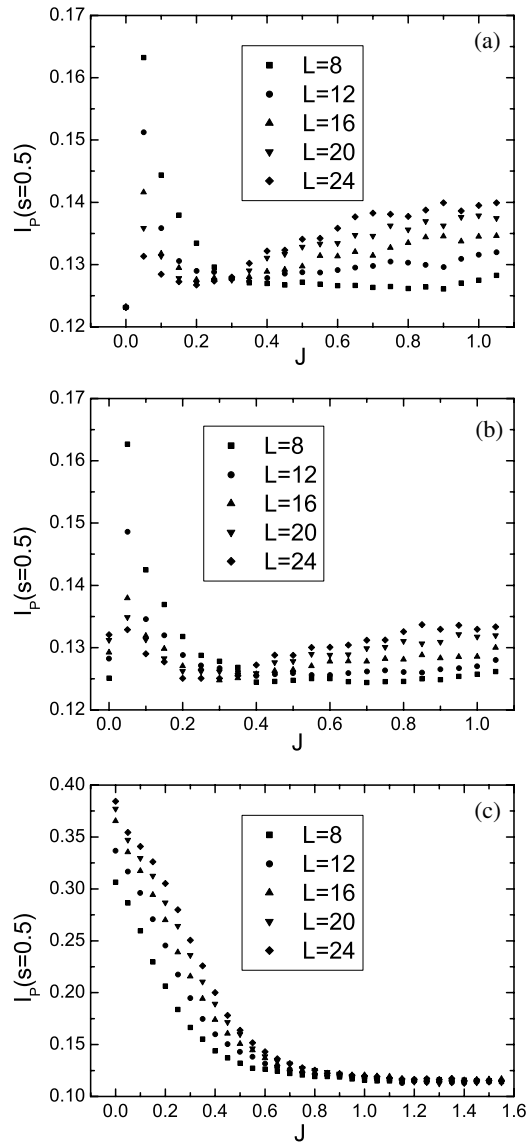 (a)
0.17
0.16
0.15
0.14
0.13
0.12
I_P(s=0.5)
L=8
L=12
L=16
L=20
L=24
0.0 0.2 0.4 0.6 0.8 1.0
J
(b)
0.17
0.16
0.15
0.14
0.13
0.12
I_P(s=0.5)
L=8
L=12
L=16
L=20
L=24
0.0 0.2 0.4 0.6 0.8 1.0
J
(c)
0.40
0.35
0.30
0.25
0.20
0.15
0.10
I_P(s=0.5)
L=8
L=12
L=16
L=20
L=24
0.0 0.2 0.4 0.6 0.8 1.0 1.2 1.4 1.6
J